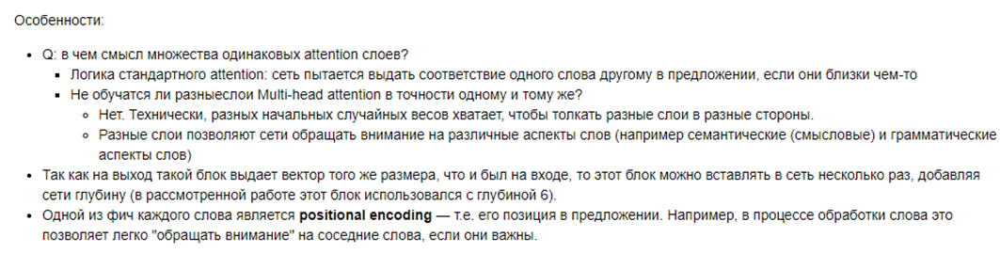 Особенности:
Q: в чем смысл множества одинаковых attention слоев?
Логика стандартного attention: сеть пытается выдать соответствие одного слова другому в предложении, если они близки чем-то
Не обучатся ли разныеслои Multi-head attention в точности одному и тому же?
Нет. Технически, разных начальных случайных весов хватает, чтобы толкать разные слои в разные стороны.
Разные слои позволяют сети обращать внимание на различные аспекты слов (например семантические (смысловые) и грамматические
аспекты слов)
Так как на выход такой блок выдает вектор того же размера, что и был на входе, то этот блок можно вставлять в сеть несколько раз, добавляя
сети глубину (в рассмотренной работе этот блок использовался с глубиной 6).
Одной из фич каждого слова является positional encoding — т.е. его позиция в предложении. Например, в процессе обработки слова это
позволяет легко "обращать внимание" на соседние слова, если они важны.